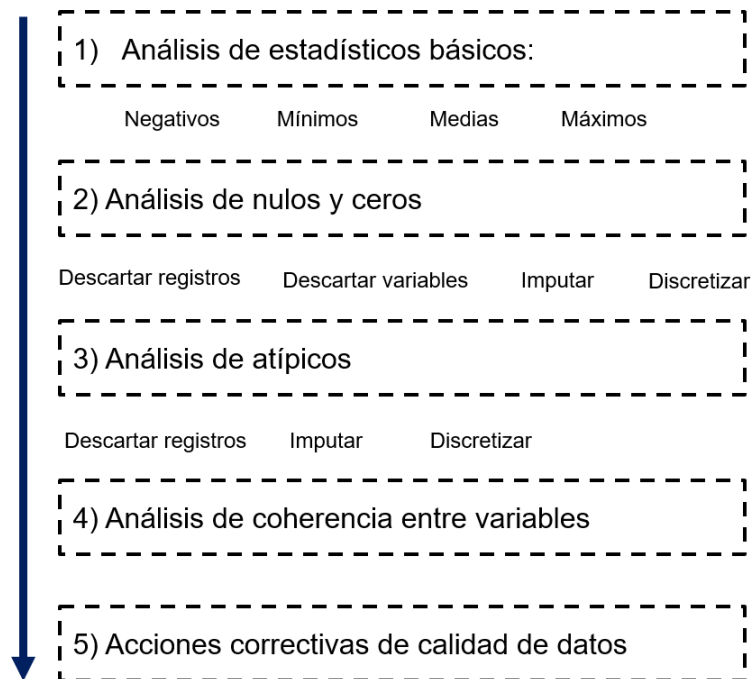 1) Análisis de estadísticos básicos:
Negativos Mínimos Medias Máximos
2) Análisis de nulos y ceros
Descartar registros Descartar variables Imputar Discretizar
3) Análisis de atípicos
Descartar registros Imputar Discretizar
4) Análisis de coherencia entre variables
5) Acciones correctivas de calidad de datos